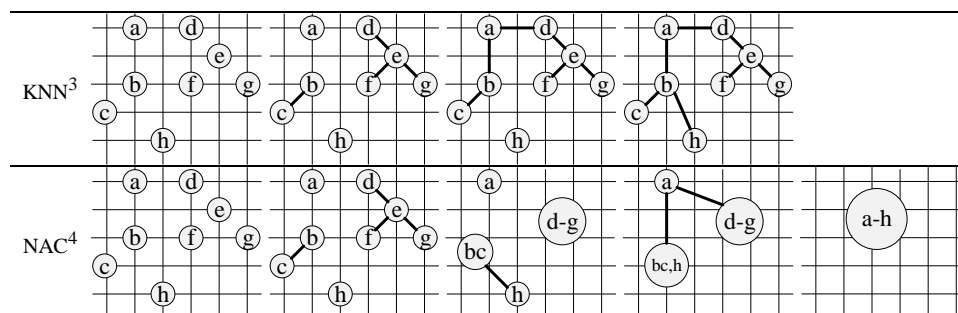 a d a d a d a d
e e e e
KNN³ b f g b f g b f g b f g
c c c c
h h h h
a d a d a a
e e d-g d-g a-h
NAC⁴ b f g b f g bc
c c bc,h
h h h